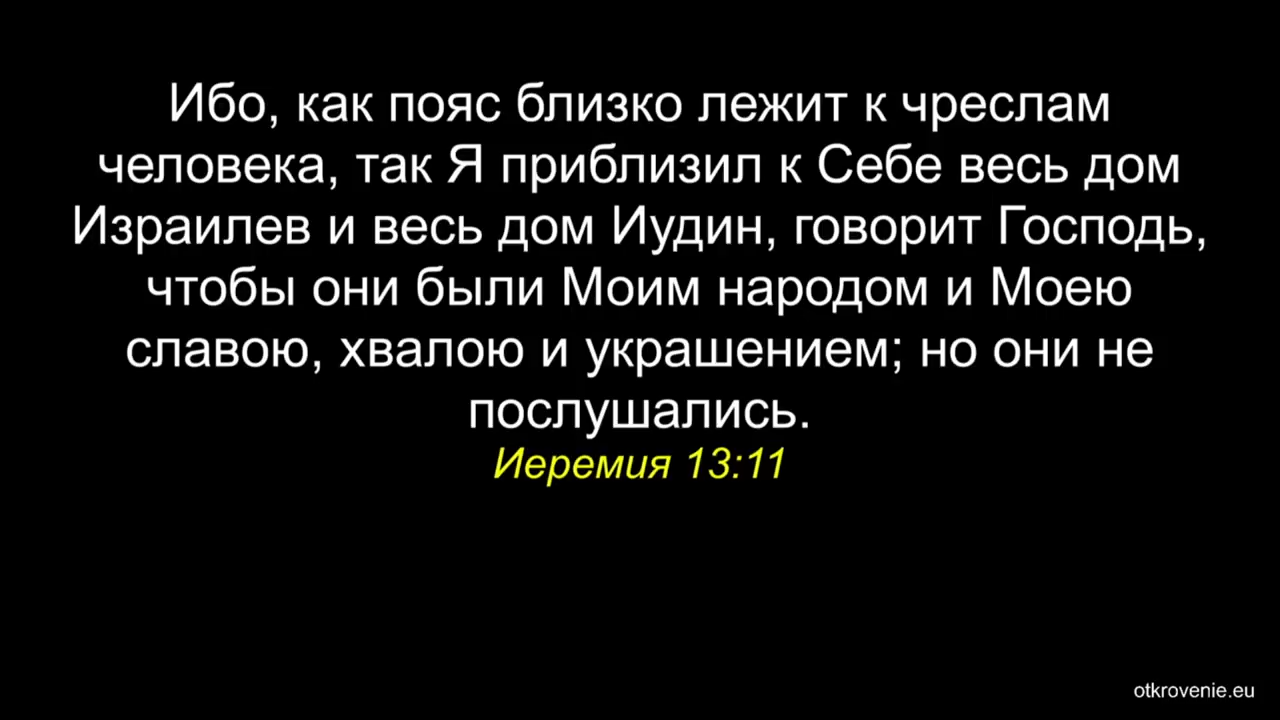 Ибо, как пояс близко лежит к чреслам
человека, так Я приблизил к Себе весь дом
Израилев и весь дом Иудин, говорит Господь,
чтобы они были Моим народом и Моею
славою, хвалою и украшением; но они не
послушались.
Иеремия 13:11
otkrovenie.eu